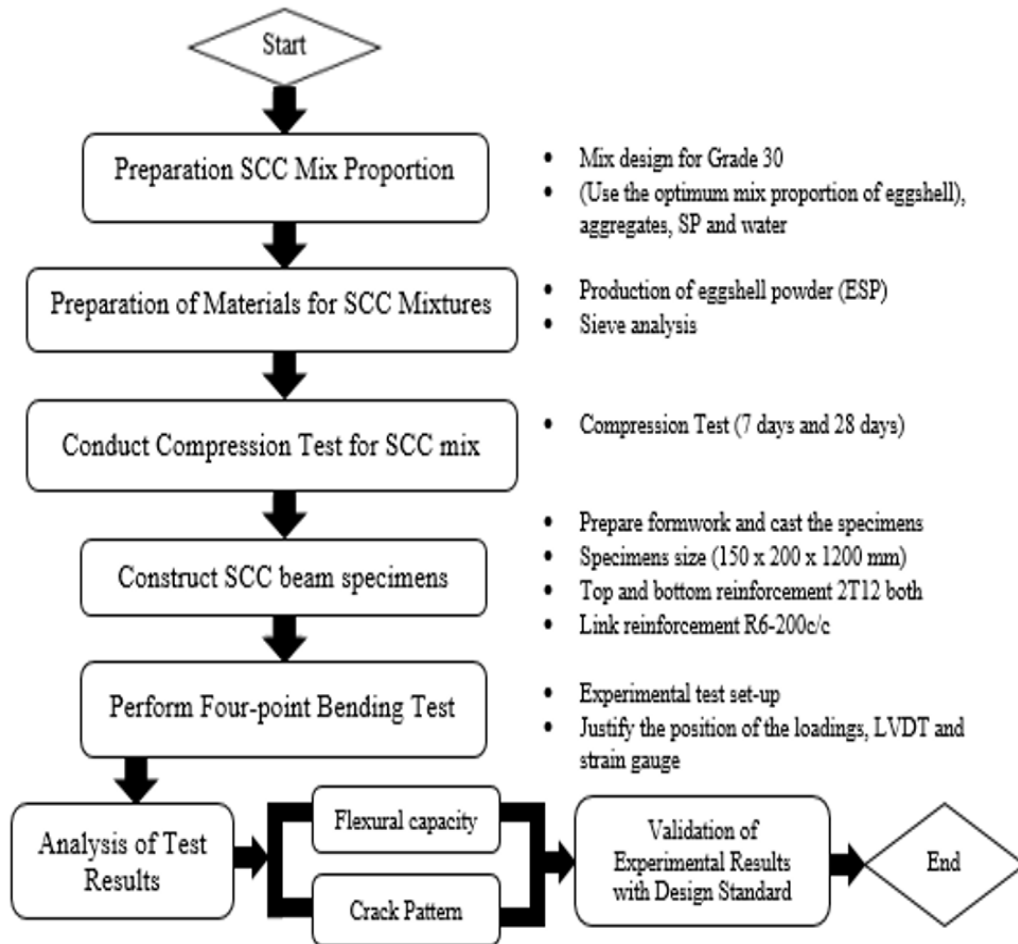 Start
Preparation SCC Mix Proportion
• Mix design for Grade 30
• (Use the optimum mix proportion of eggshell),
aggregates, SP and water
Preparation of Materials for SCC Mixtures
• Production of eggshell powder (ESP)
• Sieve analysis
Conduct Compression Test for SCC mix
• Compression Test (7 days and 28 days)
Construct SCC beam specimens
• Prepare formwork and cast the specimens
• Specimens size (150 x 200 x 1200 mm)
• Top and bottom reinforcement 2T12 both
• Link reinforcement R6-200c/c
Perform Four-point Bending Test
• Experimental test set-up
• Justify the position of the loadings, LVDT and
strain gauge
Analysis of Test
Results
Flexural capacity
Crack Pattern
Validation of
Experimental Results
with Design Standard
End